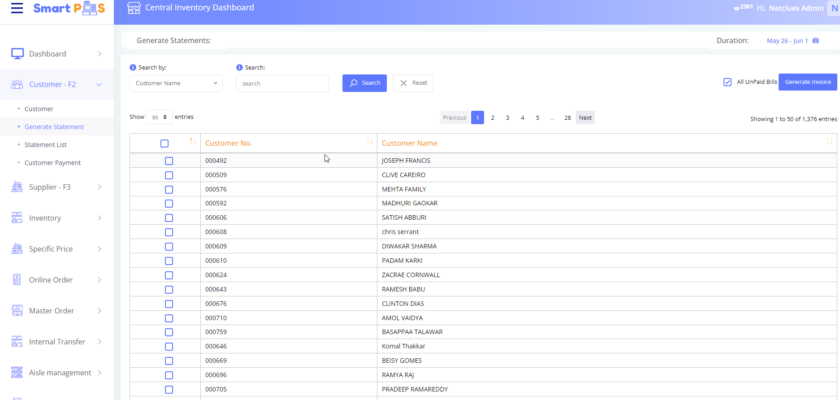 Smart POS
Central Inventory Dashboard
2301 Hi, Netclues Admin N
Dashboard
Customer - F2
Customer
Generate Statement
Statement List
Customer Payment
Supplier - F3
Inventory
Specific Price
Online Order
Master Order
Internal Transfer
Aisle management
Generate Statements:
Duration: May 26 - Jun 1
Search by: Search:
Customer Name search Search Reset
All UnPaid Bills Generate Invoice
Show 50 entries
Previous 1 2 3 4 5 ... 28 Next
Showing 1 to 50 of 1,376 entries
Customer No. Customer Name
000492 JOSEPH FRANCIS
000509 CLIVE CAREIRO
000576 MEHTA FAMILY
000592 MADHURI GAOKAR
000606 SATISH ABBURI
000608 chris serrant
000609 DIWAKAR SHARMA
000610 PADAM KARKI
000624 ZACRAE CORNWALL
000643 RAMESH BABU
000676 CLINTON DIAS
000710 AMOL VAIDYA
000759 BASAPPAA TALAWAR
000646 Komal Thakkar
000669 BEISY GOMES
000696 RAMYA RAJ
000705 PRADEEP RAMAREDDY